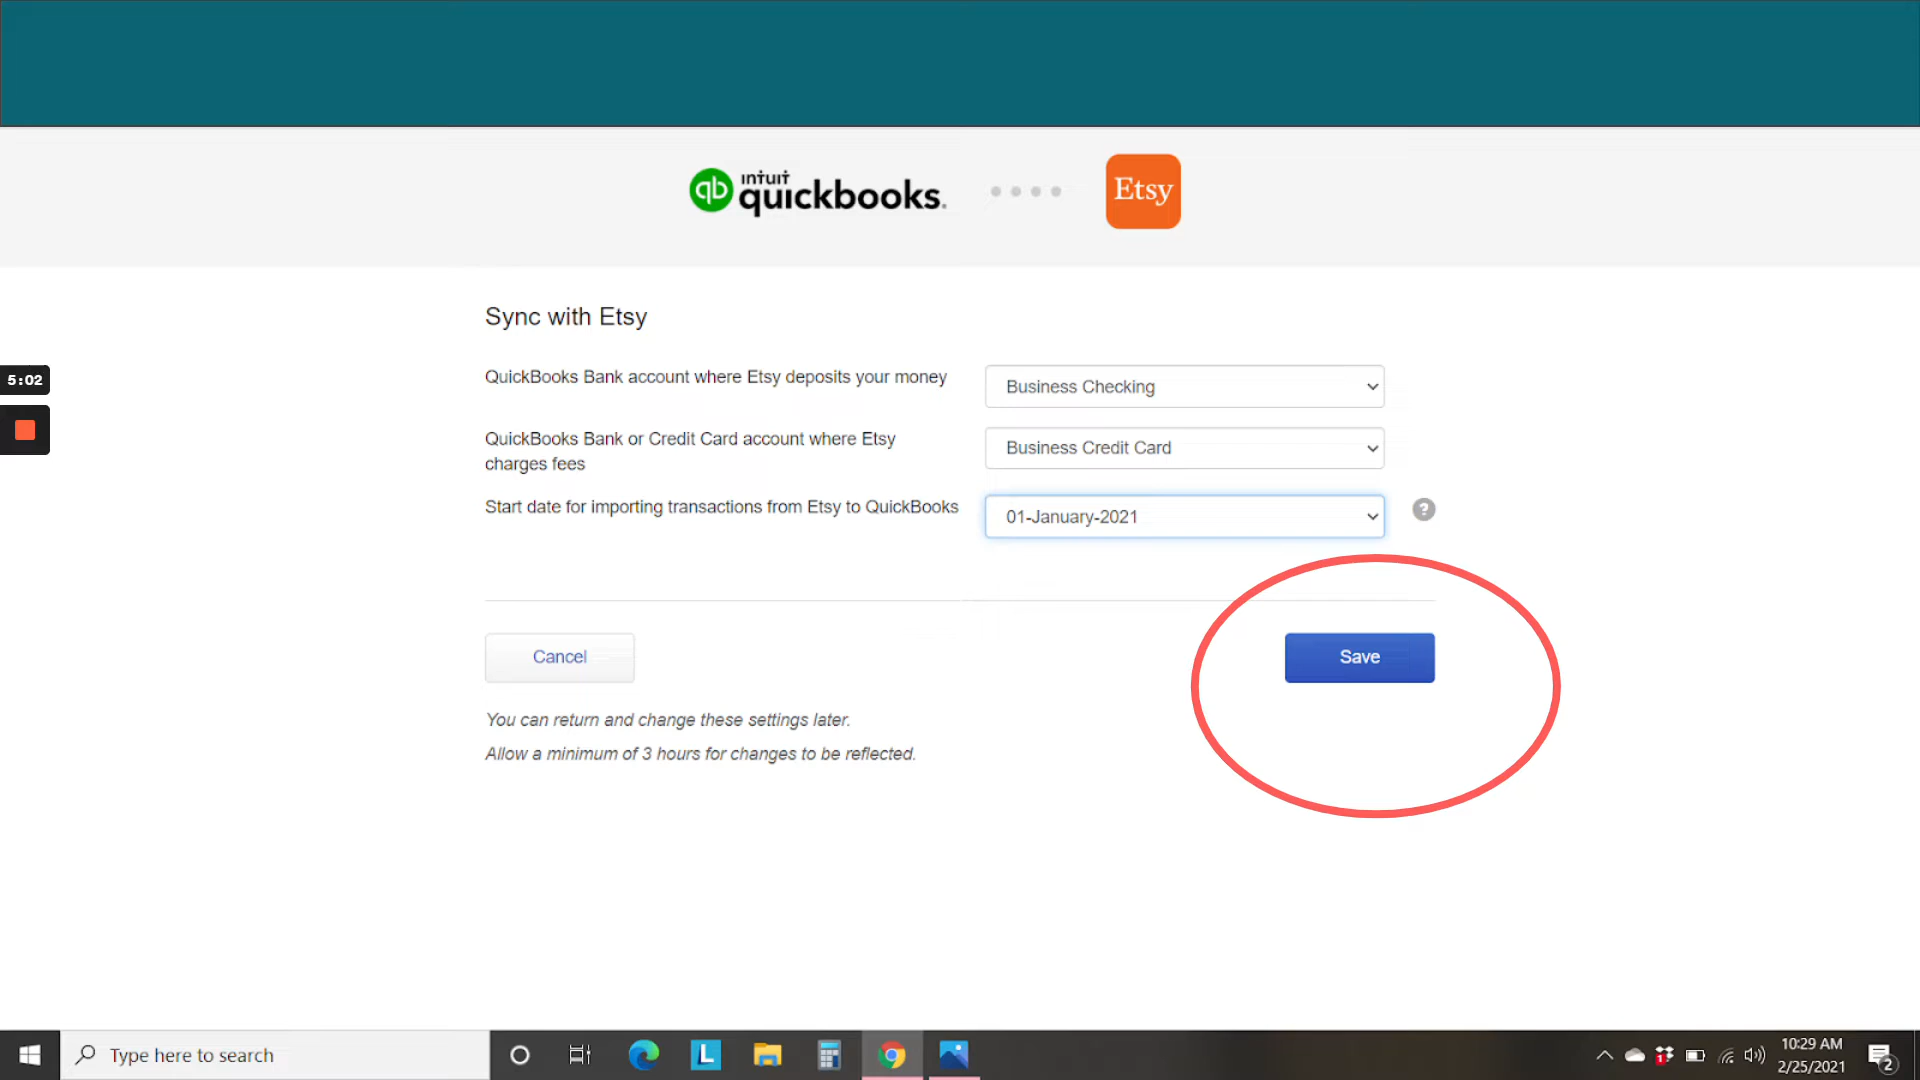 qb intuit quickbooks.
Etsy
Sync with Etsy
QuickBooks Bank account where Etsy deposits your money
Business Checking
QuickBooks Bank or Credit Card account where Etsy
charges fees
Business Credit Card
Start date for importing transactions from Etsy to QuickBooks
01-January-2021
?
5:02
Cancel
Save
You can return and change these settings later.
Allow a minimum of 3 hours for changes to be reflected.
Type here to search
L
1
10:29 AM
2/25/2021
2